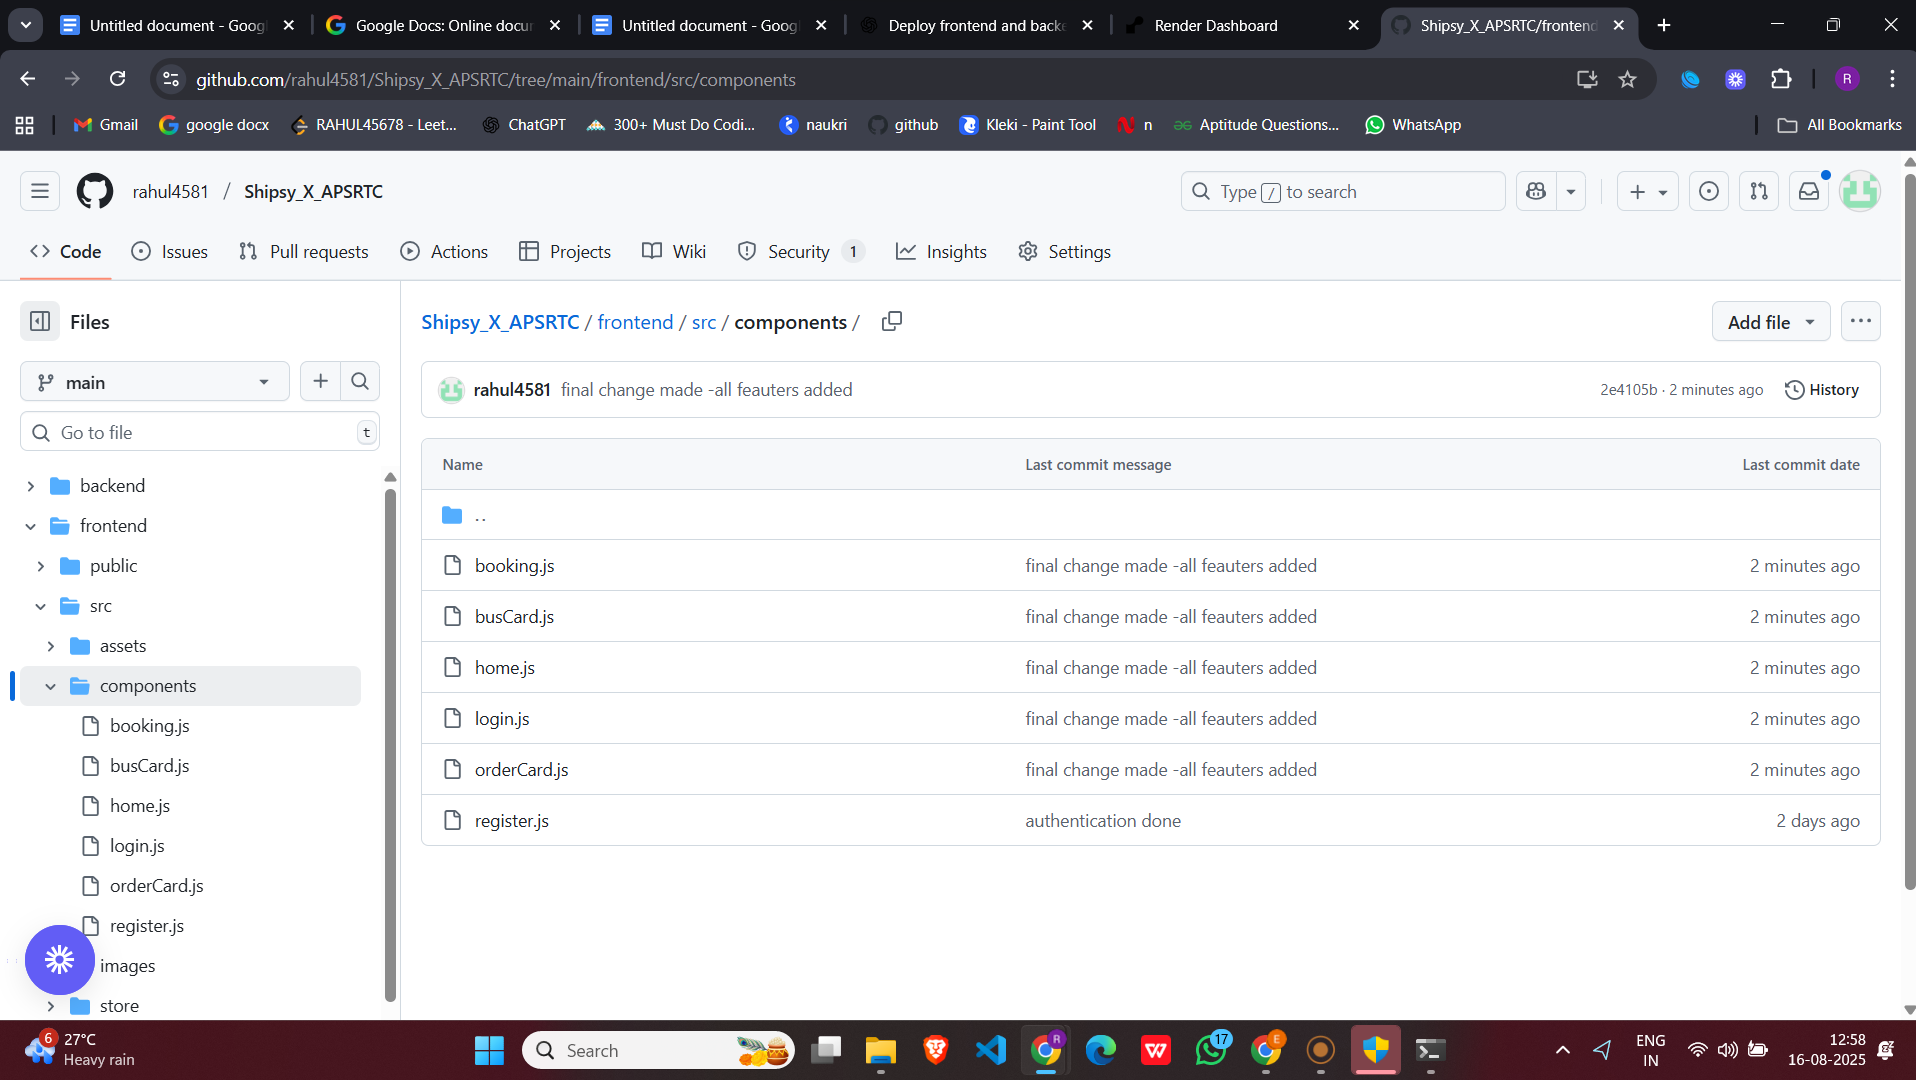 Untitled document - Goog
Google Docs: Online docu
Untitled document - Goog
Deploy frontend and backe
Render Dashboard
Shipsy_X_APSRTC/frontend
github.com/rahul4581/Shipsy_X_APSRTC/tree/main/frontend/src/components
R
Gmail
google docx
RAHUL45678 - Leet...
ChatGPT
300+ Must Do Codi...
naukri
github
Kleki - Paint Tool
n
Aptitude Questions...
WhatsApp
All Bookmarks
rahul4581 / Shipsy_X_APSRTC
Type / to search
Code
Issues
Pull requests
Actions
Projects
Wiki
Security 1
Insights
Settings
Files
Shipsy_X_APSRTC / frontend / src / components /
Add file
main
rahul4581 final change made -all feauters added
2e4105b · 2 minutes ago
History
Go to file
t
Name Last commit message Last commit date
..
booking.js final change made -all feauters added 2 minutes ago
busCard.js final change made -all feauters added 2 minutes ago
home.js final change made -all feauters added 2 minutes ago
login.js final change made -all feauters added 2 minutes ago
orderCard.js final change made -all feauters added 2 minutes ago
register.js authentication done 2 days ago
backend
frontend
public
src
assets
components
booking.js
busCard.js
home.js
login.js
orderCard.js
register.js
images
store
6
27°C
Heavy rain
Search
R
W
17
E
ENG
IN
12:58
16-08-2025